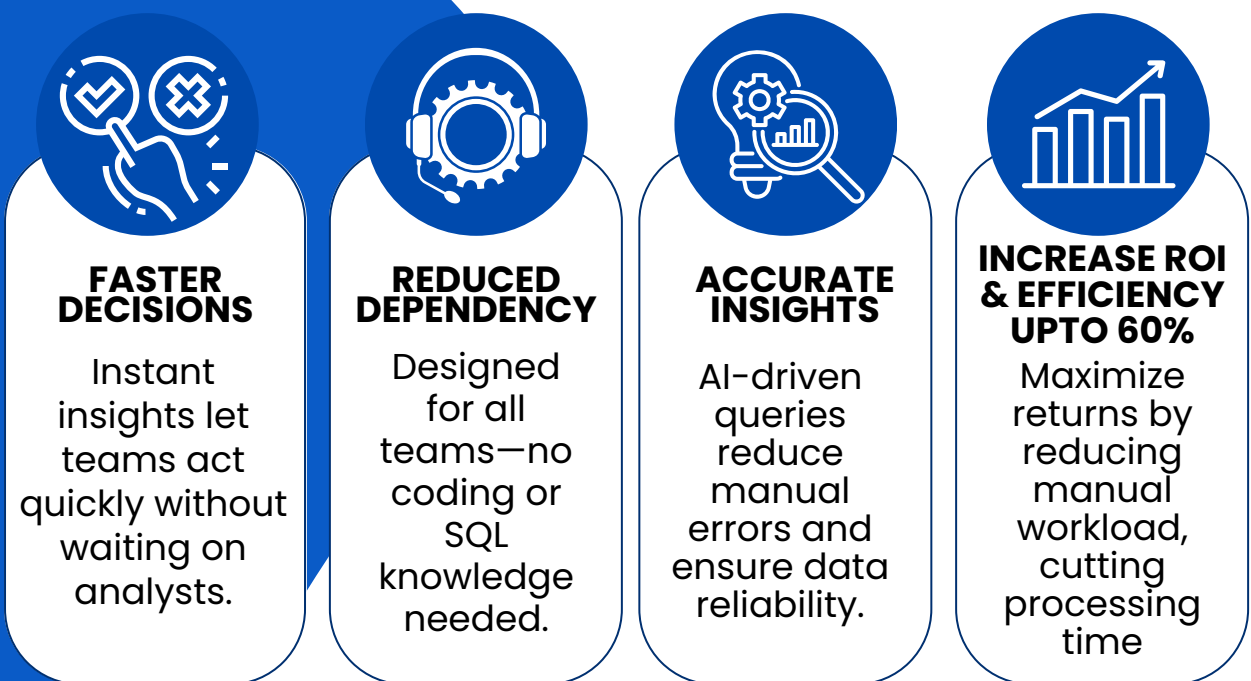 FASTER
DECISIONS
Instant
insights let
teams act
quickly without
waiting on
analysts.
REDUCED
DEPENDENCY
Designed
for all
teams—no
coding or
SQL
knowledge
needed.
ACCURATE
INSIGHTS
AI-driven
queries
reduce
manual
errors and
ensure data
reliability.
INCREASE ROI
& EFFICIENCY
UPTO 60%
Maximize
returns by
reducing
manual
workload,
cutting
processing
time